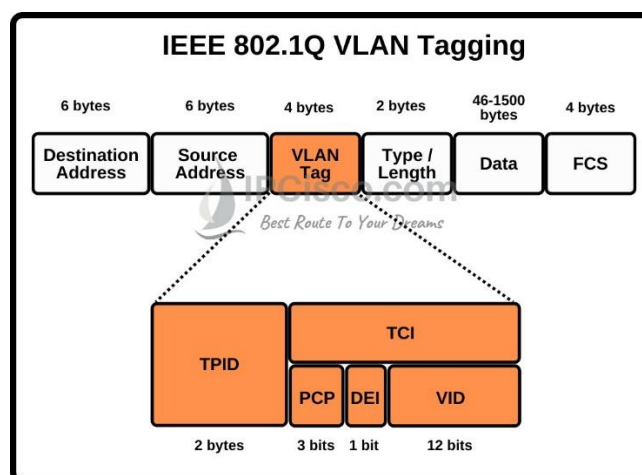 IEEE 802.1Q VLAN Tagging
6 bytes 6 bytes 4 bytes 2 bytes 46-1500 bytes 4 bytes
Destination Address
Source Address
VLAN Tag
Type / Length
Data
FCS
IPCisco.com
Best Route To Your Dreams
TPID
TCI
PCP DEI VID
2 bytes 3 bits 1 bit 12 bits